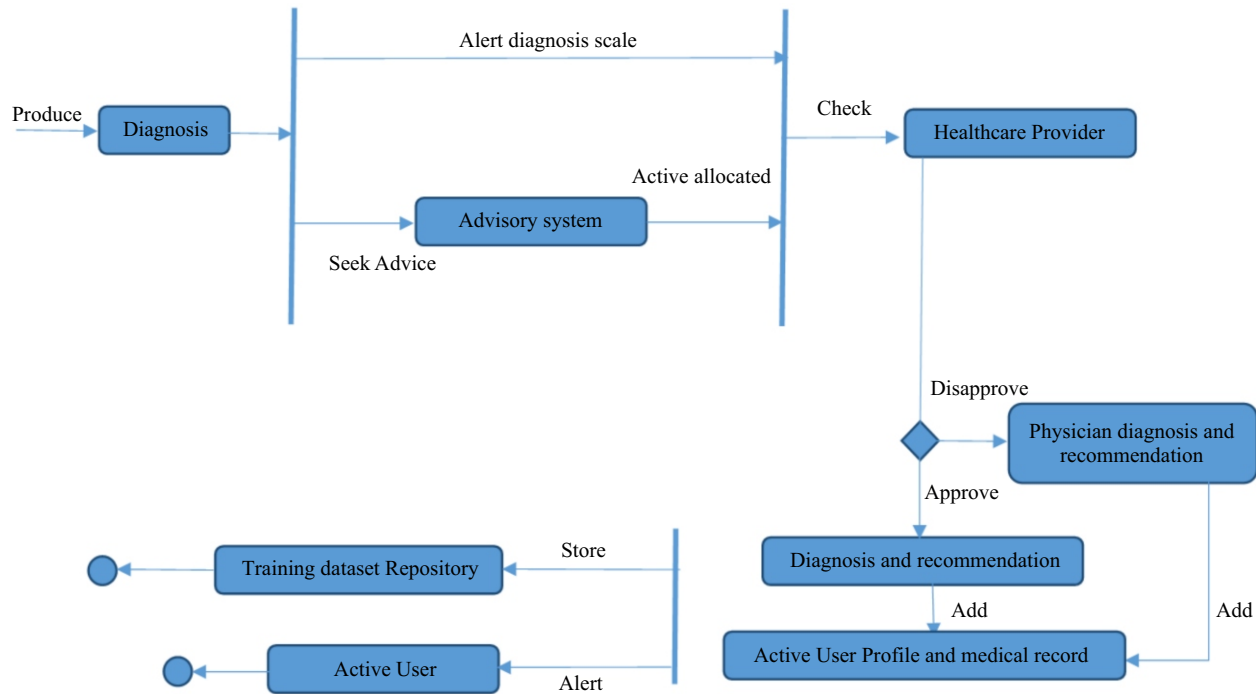 Alert diagnosis scale
Produce
Diagnosis
Check
Healthcare Provider
Active allocated
Advisory system
Seek Advice
Disapprove
Physician diagnosis and
recommendation
Approve
Store
Training dataset Repository
Diagnosis and recommendation
Add
Add
Active User Profile and medical record
Active User
Alert